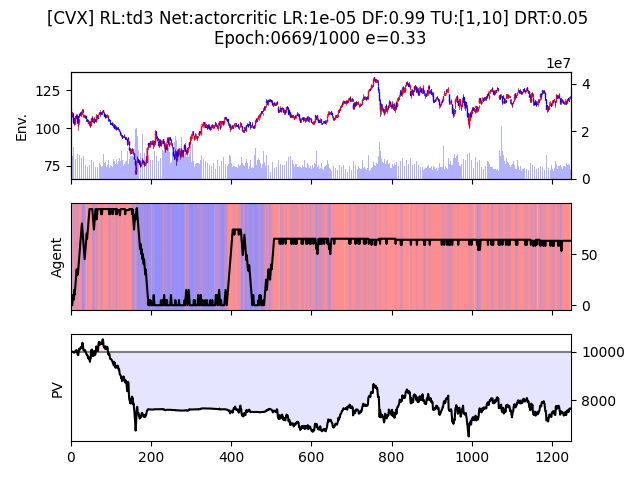 [CVX] RL:td3 Net:actorcritic LR:1e-05 DF:0.99 TU:[1,10] DRT:0.05
Epoch:0669/1000 e=0.33
1e7
Env.
125
100
75
4
2
0
Agent
50
0
PV
10000
8000
0 200 400 600 800 1000 1200